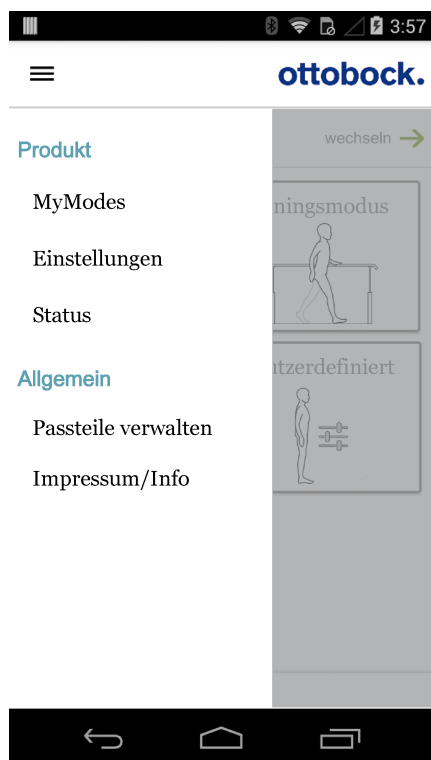 3:57
ottobock.
Produkt
wechseln
MyModes
ningsmodus
Einstellungen
Status
tzerdefiniert
Allgemein
Passteile verwalten
Impressum/Info